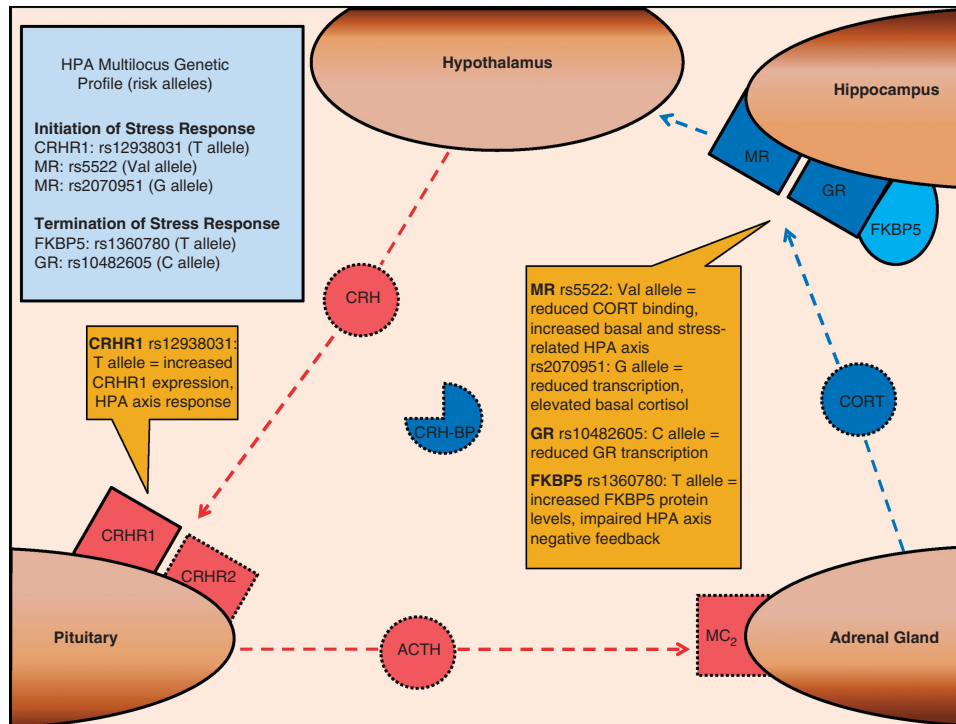 HPA Multilocus Genetic
Profile (risk alleles)
Initiation of Stress Response
CRHR1: rs12938031 (T allele)
MR: rs5522 (Val allele)
MR: rs2070951 (G allele)
Termination of Stress Response
FKBP5: rs1360780 (T allele)
GR: rs10482605 (C allele)
Hypothalamus
Hippocampus
MR
GR
FKBP5
CRH
CRHR1 rs12938031:
T allele = increased
CRHR1 expression,
HPA axis response
MR rs5522: Val allele =
reduced CORT binding,
increased basal and stress-
related HPA axis
rs2070951: G allele =
reduced transcription,
elevated basal cortisol
GR rs10482605: C allele =
reduced GR transcription
FKBP5 rs1360780: T allele =
increased FKBP5 protein
levels, impaired HPA axis
negative feedback
CORT
CRH-BP
CRHR1
CRHR2
Pituitary
ACTH
MC2
Adrenal Gland